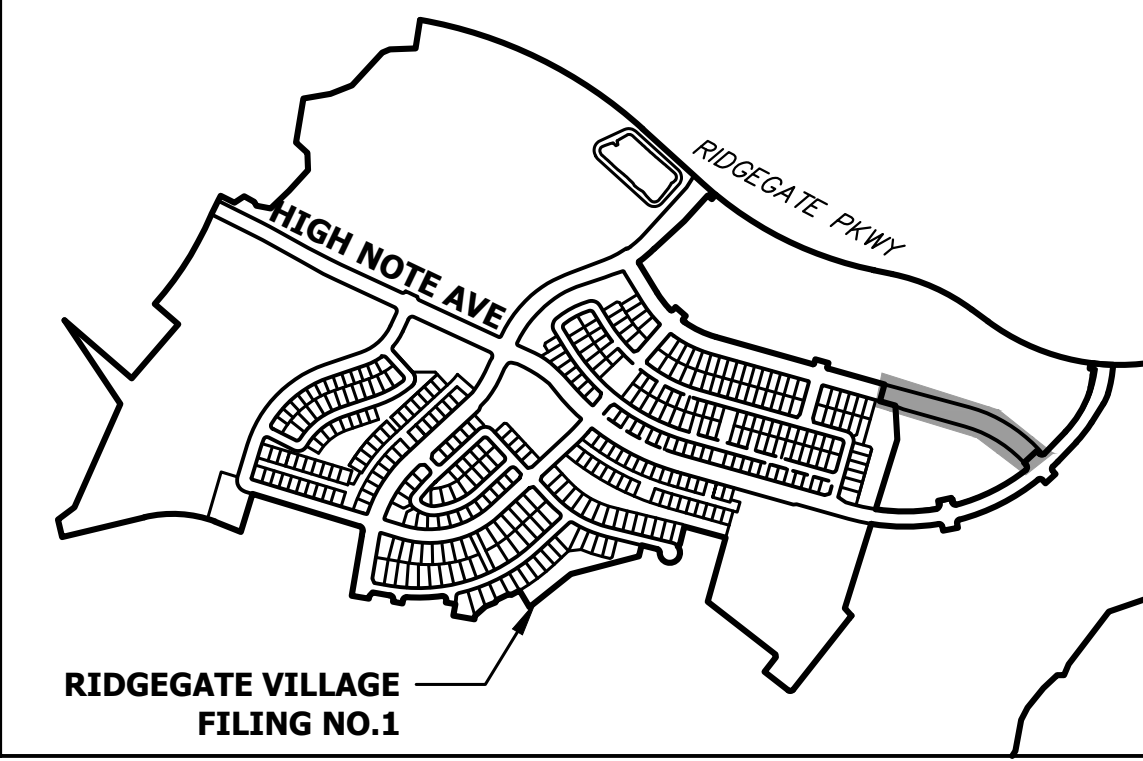 RIDGEGATE PKWY
HIGH NOTE AVE
RIDGEGATE VILLAGE
FILING NO.1